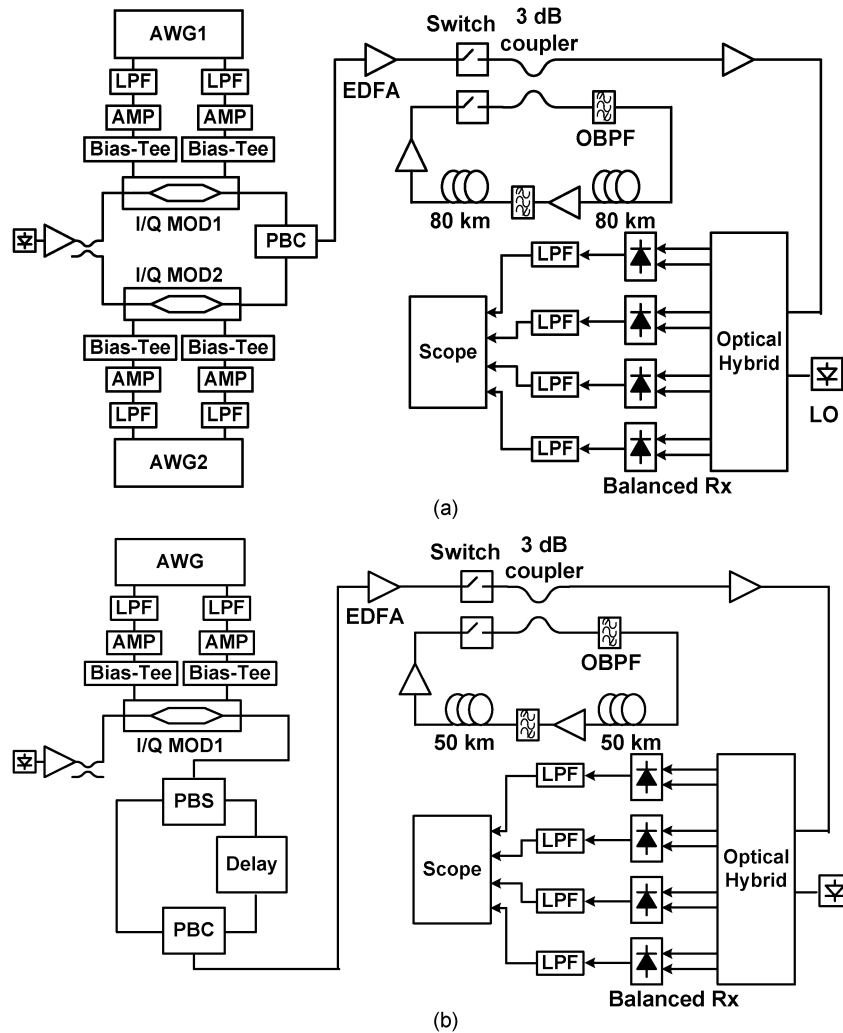 AWG1
LPF LPF
AMP AMP
Bias-Tee Bias-Tee
I/Q MOD1
PBC
I/Q MOD2
Bias-Tee Bias-Tee
AMP AMP
LPF LPF
AWG2
EDFA
Switch
3 dB
coupler
OBPF
80 km 80 km
LPF
LPF
LPF
LPF
Scope
Optical
Hybrid
LO
Balanced Rx
(a)
AWG
LPF LPF
AMP AMP
Bias-Tee Bias-Tee
I/Q MOD1
PBS
Delay
PBC
EDFA
Switch
3 dB
coupler
OBPF
50 km 50 km
LPF
LPF
LPF
LPF
Scope
Optical
Hybrid
Balanced Rx
(b)